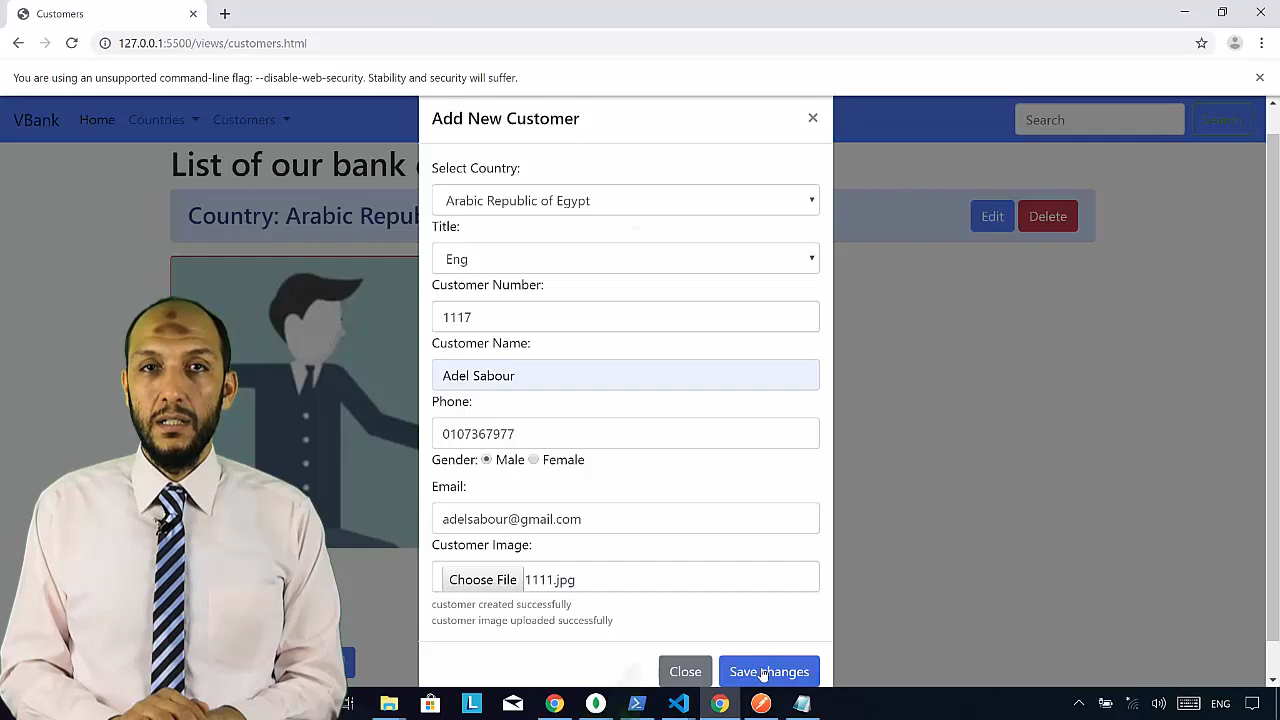 Customers
127.0.0.1:5500/views/customers.html
You are using an unsupported command-line flag: --disable-web-security. Stability and security will suffer.
VBank Home Countries Customers Search Search
Add New Customer
List of our bank
Country: Arabic Repu Edit Delete
Select Country:
Arabic Republic of Egypt
Title:
Eng
Customer Number:
1117
Customer Name:
Adel Sabour
Phone:
0107367977
Gender: Male Female
Email:
adelsabour@gmail.com
Customer Image:
Choose File 1111.jpg
customer created successfully
customer image uploaded successfully
Close Save changes
ENG